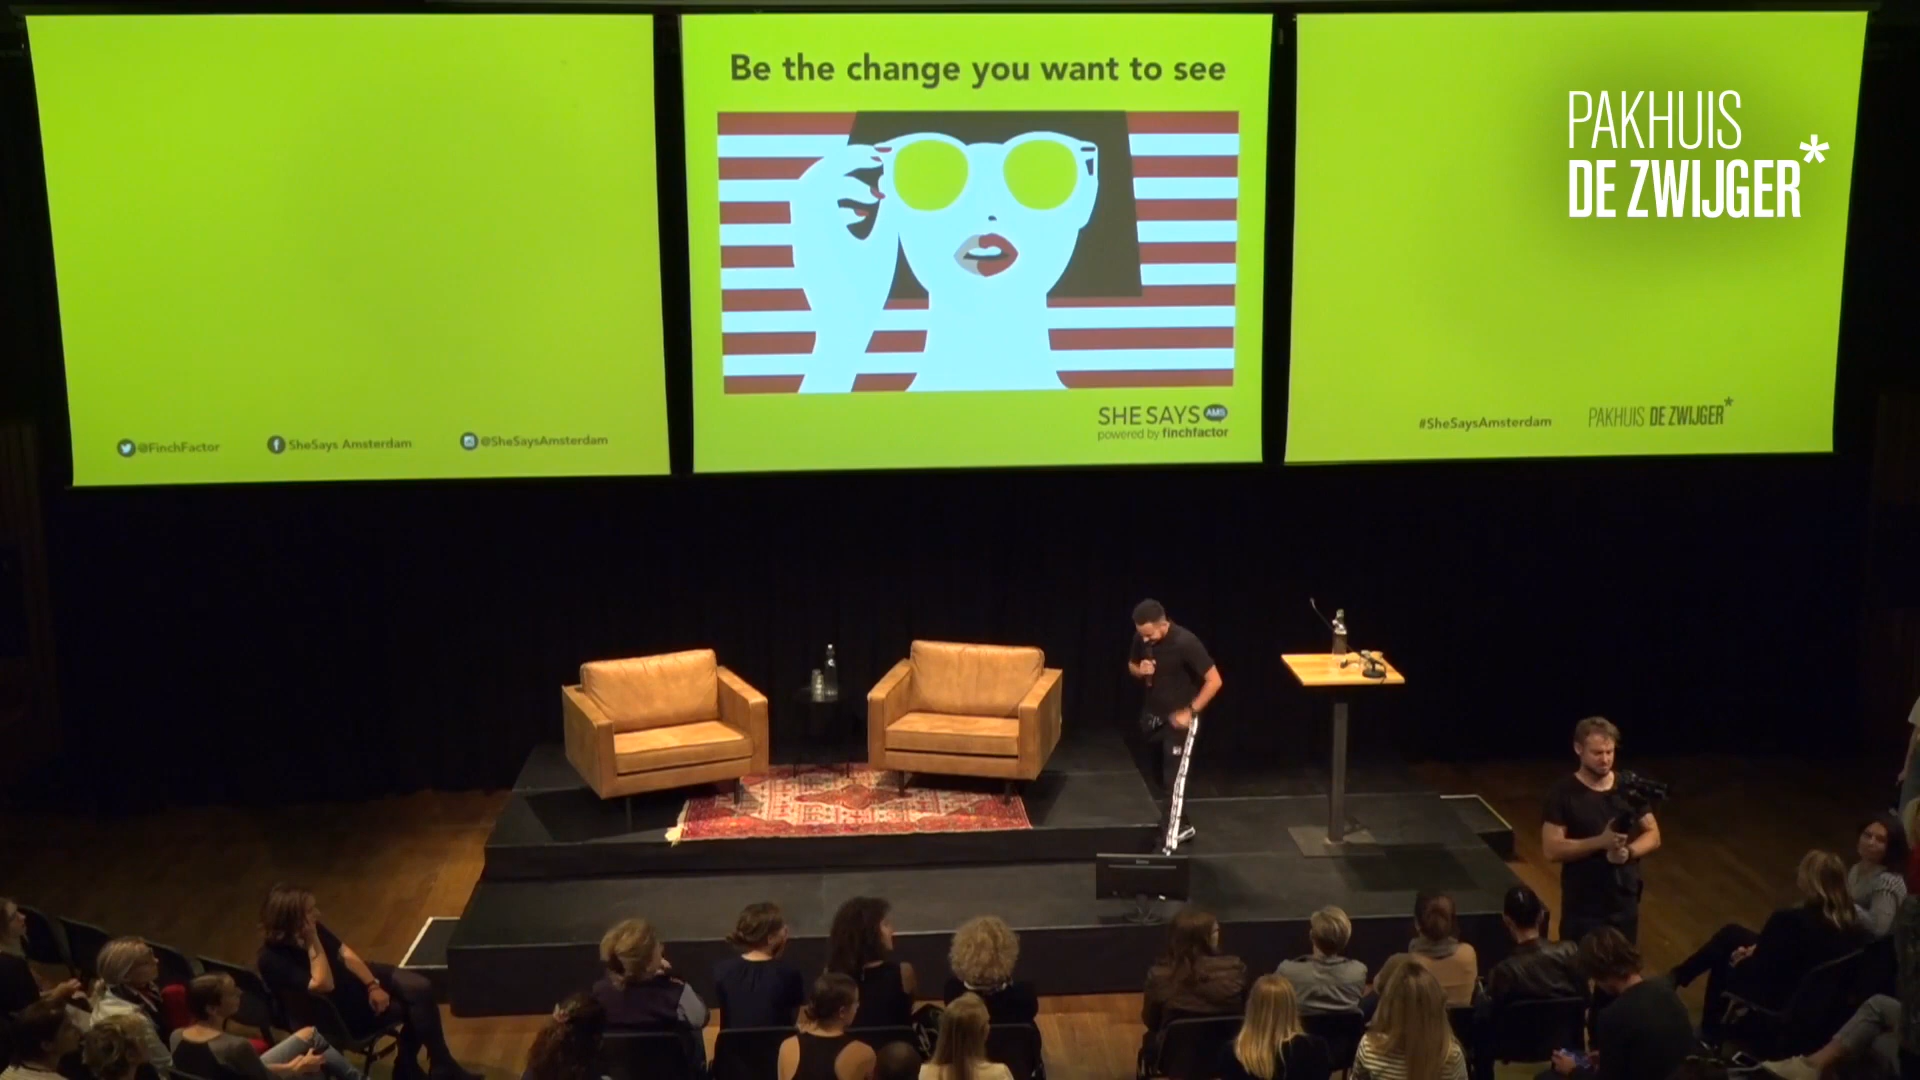 Be the change you want to see
PAKHUIS
DE ZWIJGER*
SHE SAYS AMS
powered by finchfactor
@FinchFactor
SheSays Amsterdam
@SheSaysAmsterdam
#SheSaysAmsterdam
PAKHUIS DE ZWIJGER*